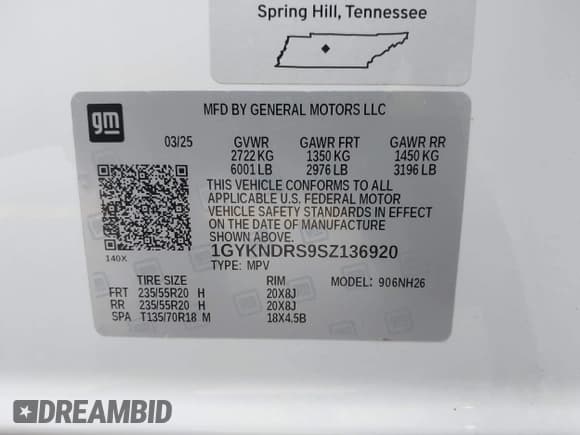 Spring Hill, Tennessee
gm
MFD BY GENERAL MOTORS LLC
03/25 GVWR GAWR FRT GAWR RR
2722 KG 1350 KG 1450 KG
6001 LB 2976 LB 3196 LB
THIS VEHICLE CONFORMS TO ALL
APPLICABLE U.S. FEDERAL MOTOR
VEHICLE SAFETY STANDARDS IN EFFECT
ON THE DATE OF MANUFACTURE
SHOWN ABOVE.
1GYKNDRS9SZ136920
140X
TYPE: MPV
TIRE SIZE RIM MODEL: 906NH26
FRT 235/55R20 H 20X8J
RR 235/55R20 H 20X8J
SPA T135/70R18 M 18X4.5B
DREAMBID